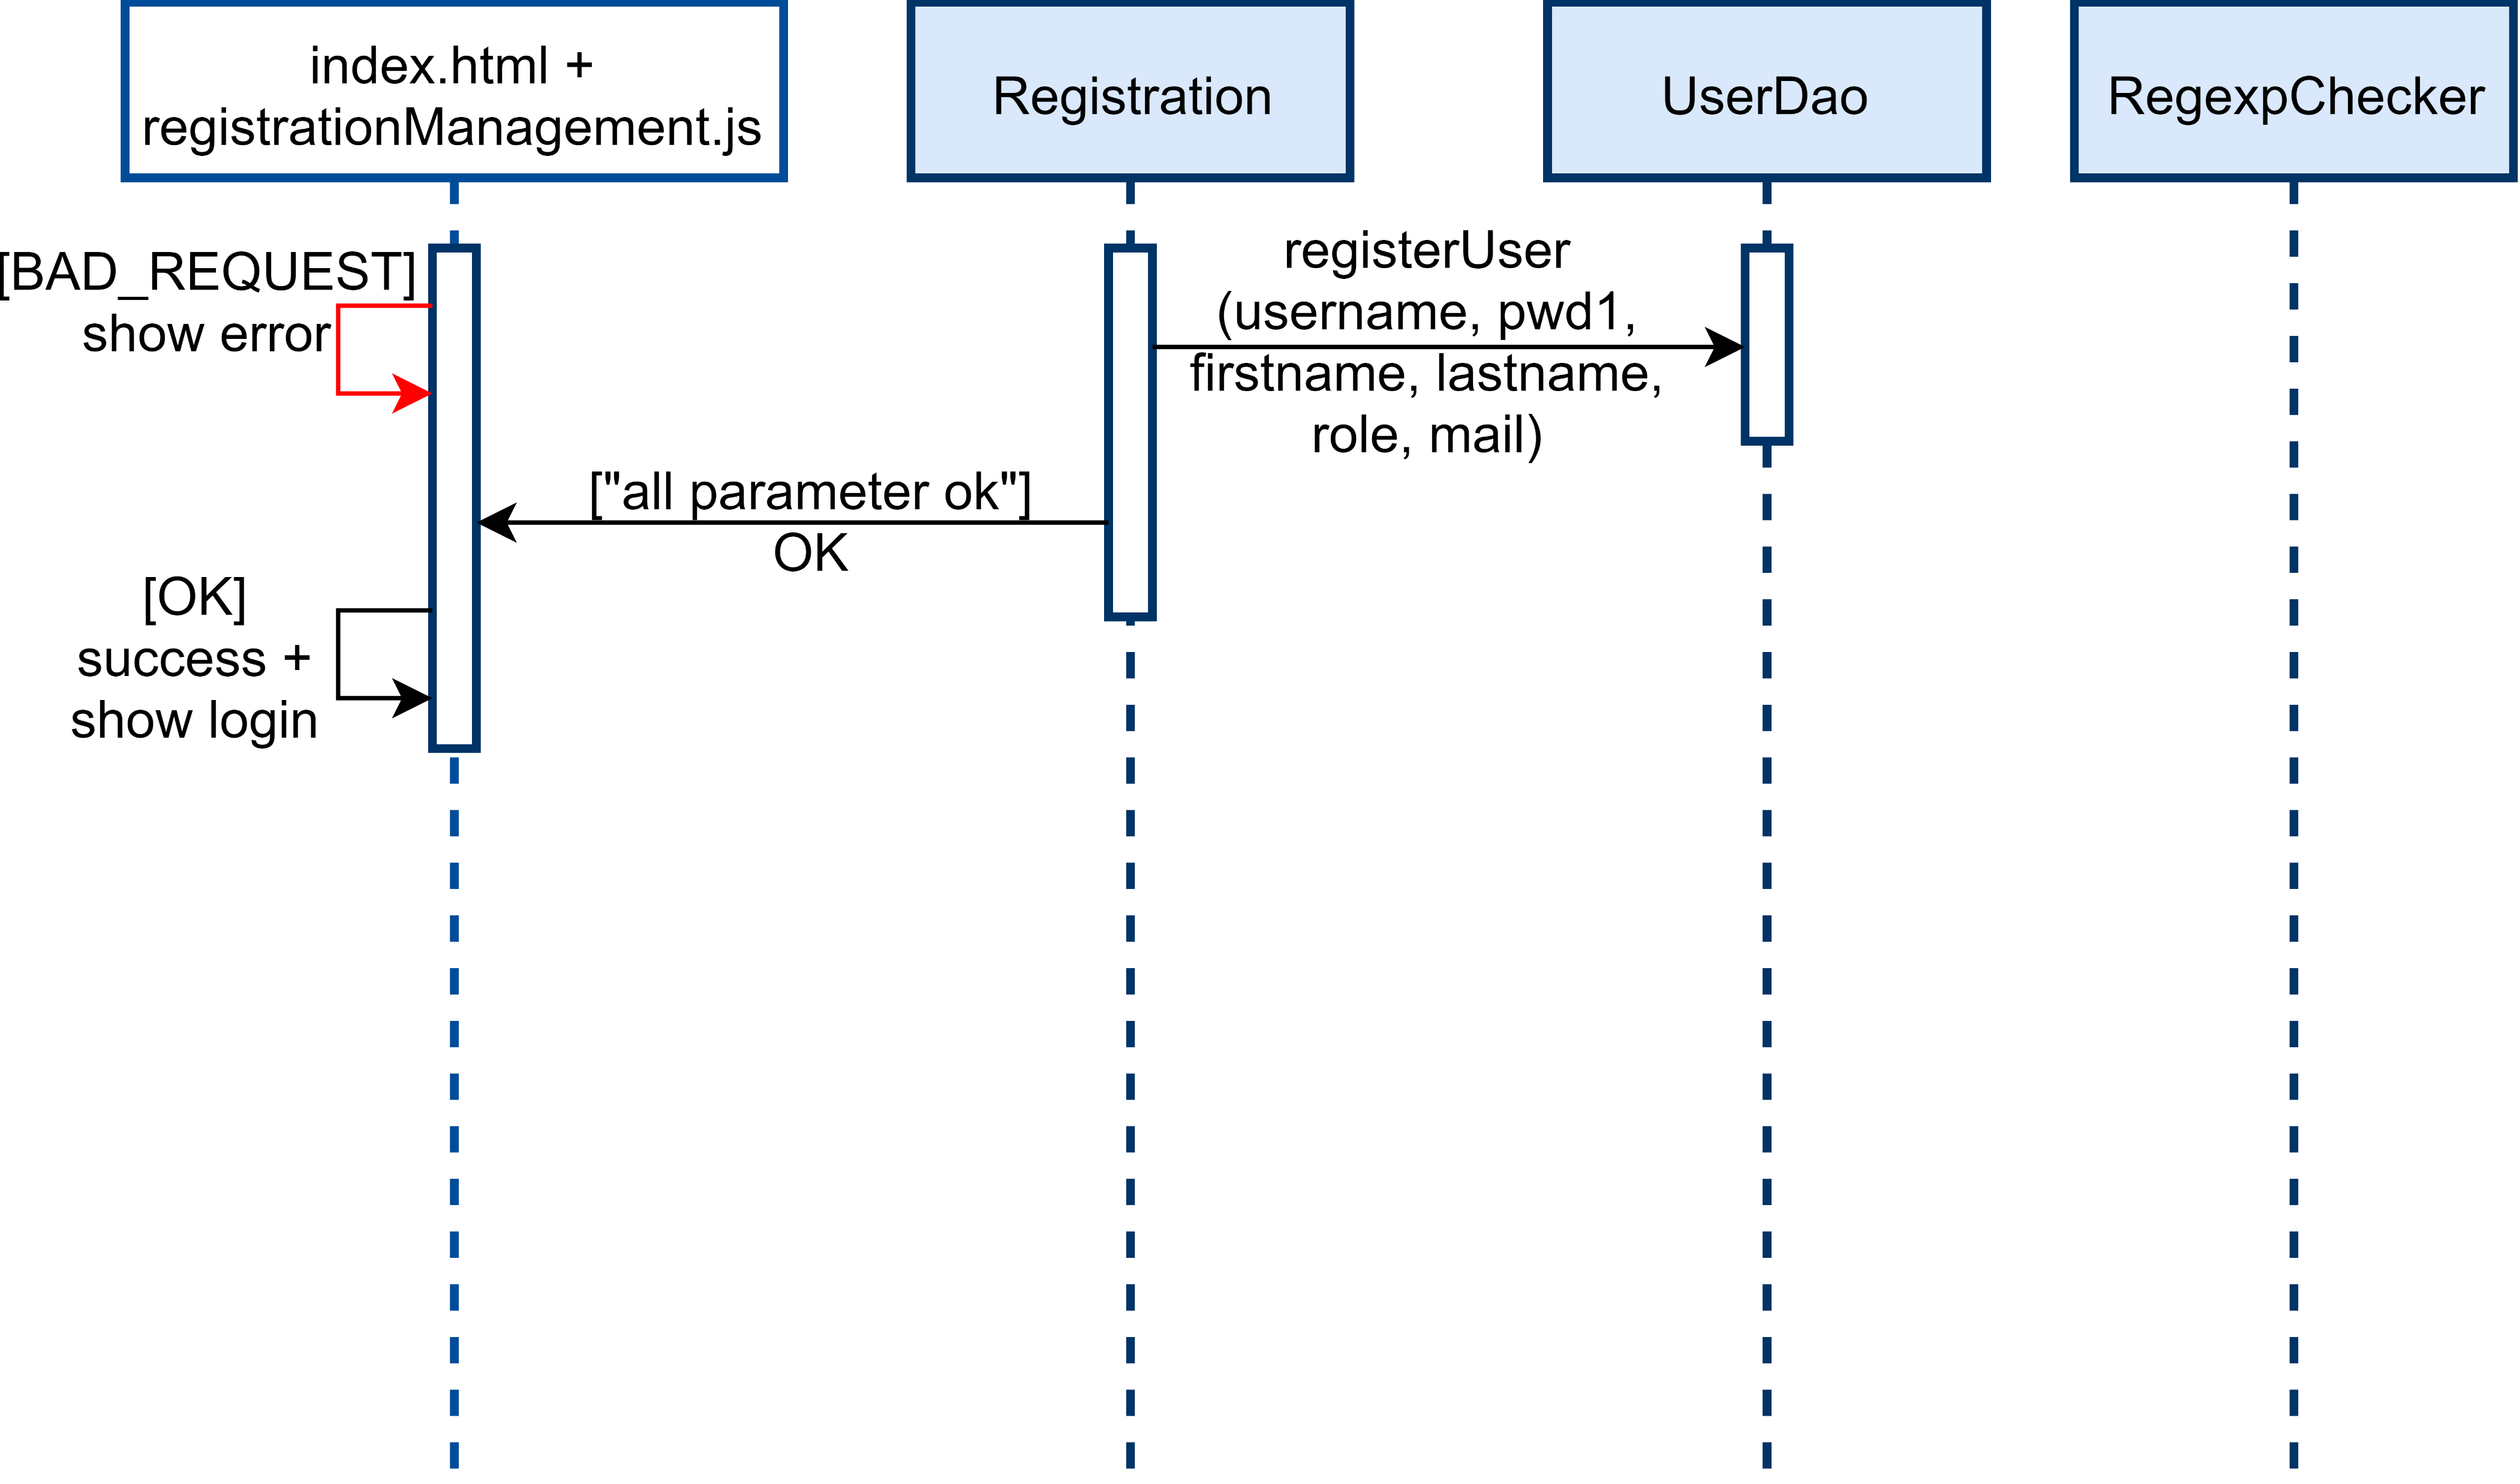 index.html +
registrationManagement.js
Registration
UserDao
RegexpChecker
[BAD_REQUEST]
show error
registerUser
(username, pwd1,
firstname, lastname,
role, mail)
["all parameter ok"]
OK
[OK]
success +
show login